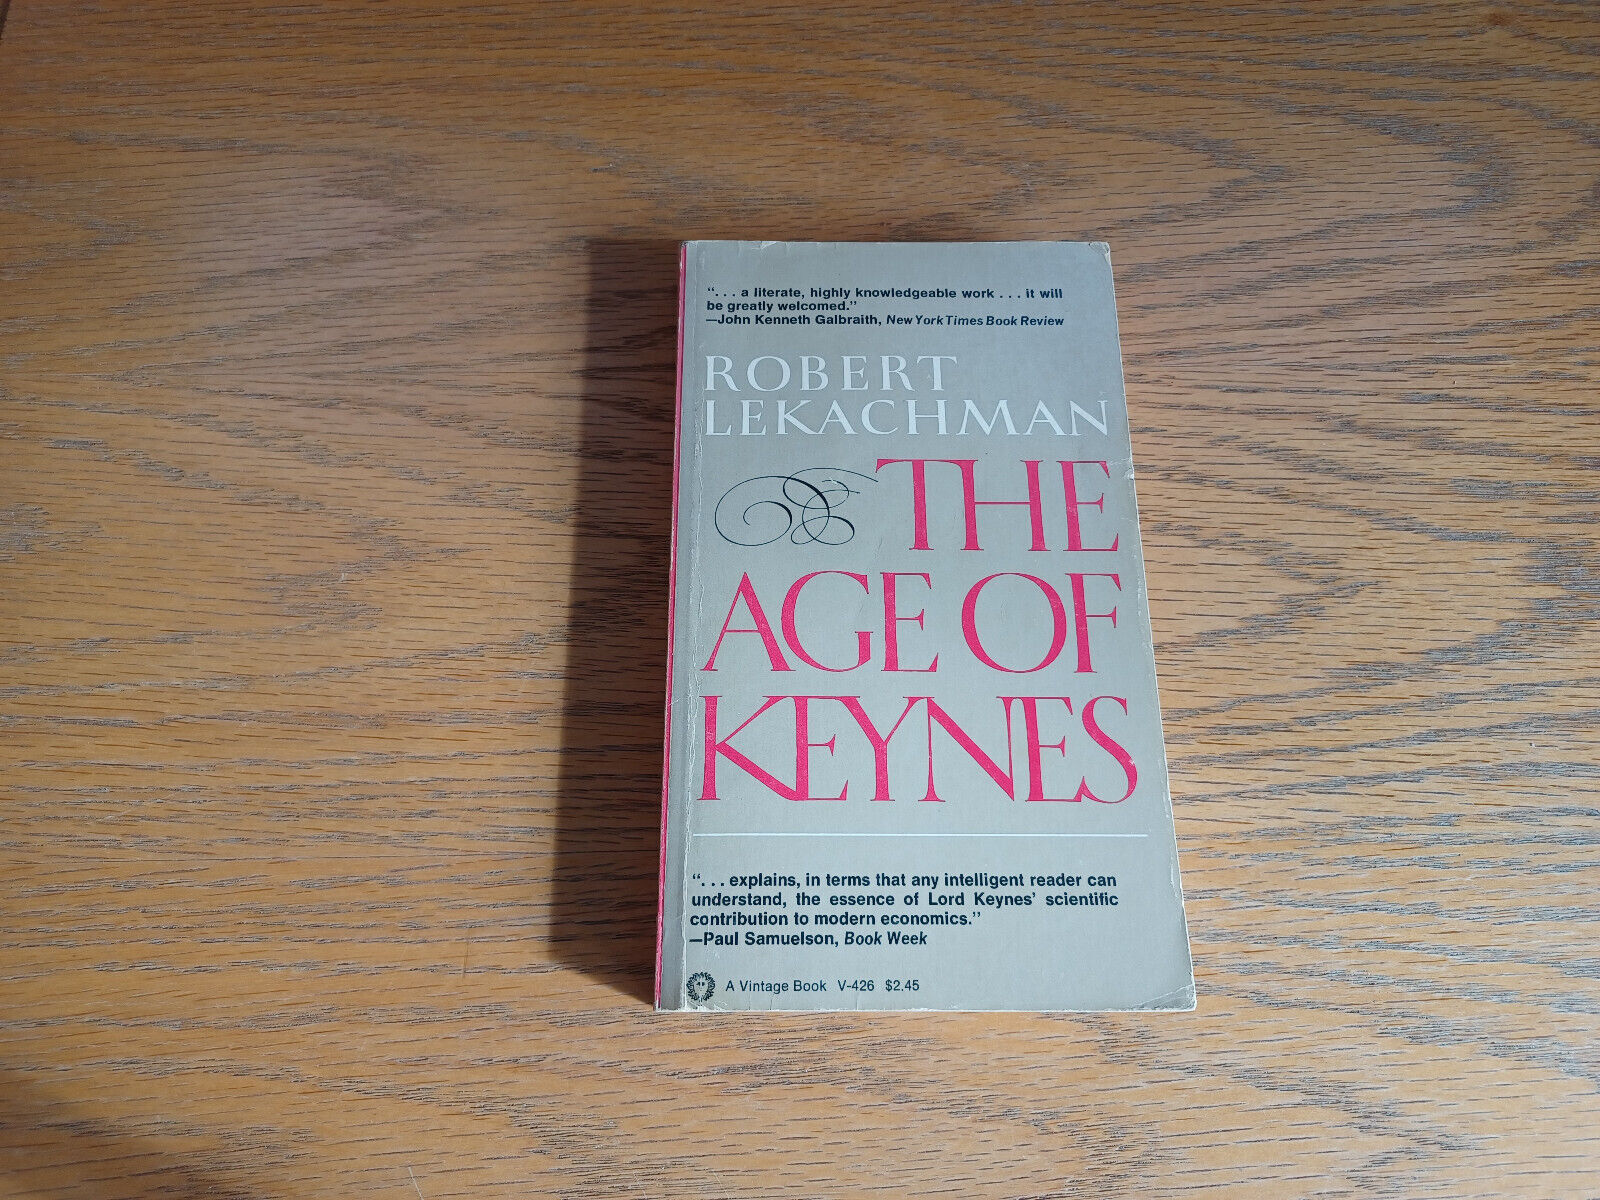 “. . . a literate, highly knowledgeable work . . . it will
be greatly welcomed.”
—John Kenneth Galbraith, New York Times Book Review
ROBERT
LEKACHMAN
THE
AGE OF
KEYNES
“. . . explains, in terms that any intelligent reader can
understand, the essence of Lord Keynes’ scientific
contribution to modern economics.”
—Paul Samuelson, Book Week
A Vintage Book V-426 $2.45